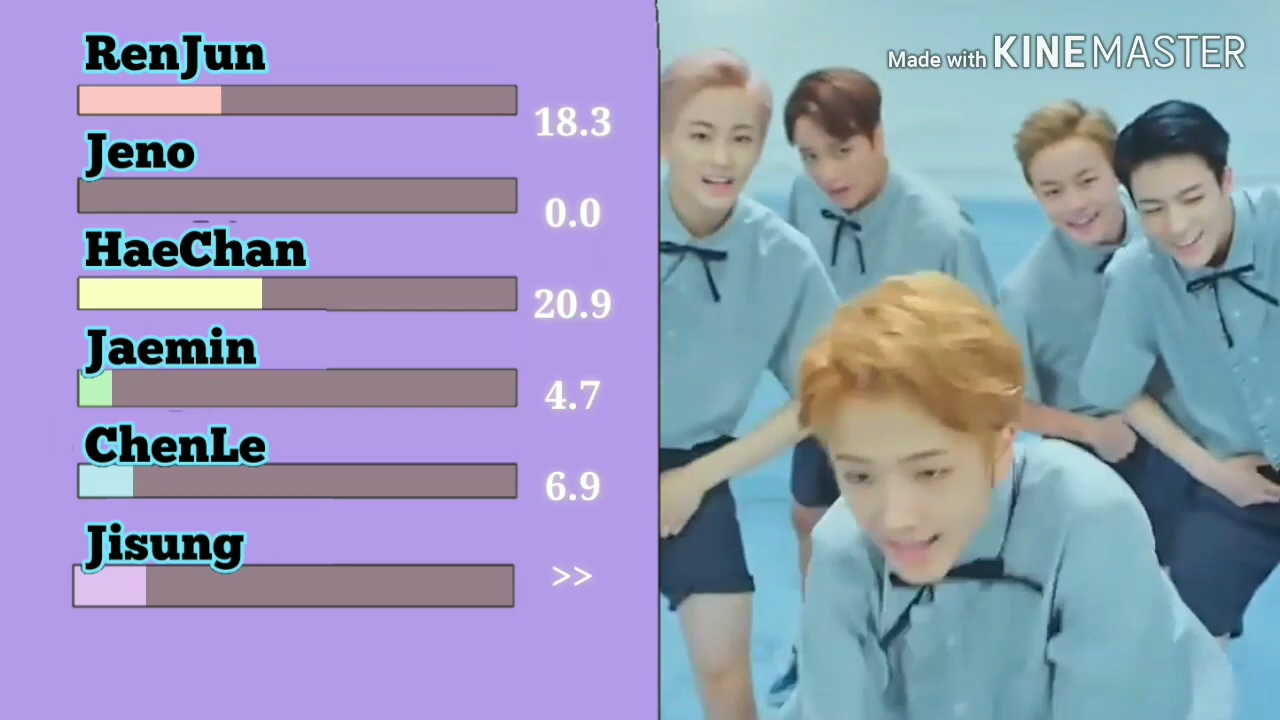 RenJun
Made with KINEMASTER
18.3
Jeno
0.0
HaeChan
20.9
Jaemin
4.7
ChenLe
6.9
Jisung
>>